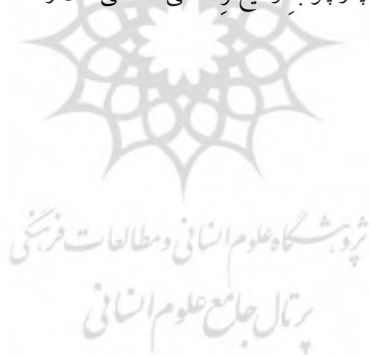 پژوهشگاه علوم انسانی و مطالعات فرهنگی
پرتال جامع علوم انسانی